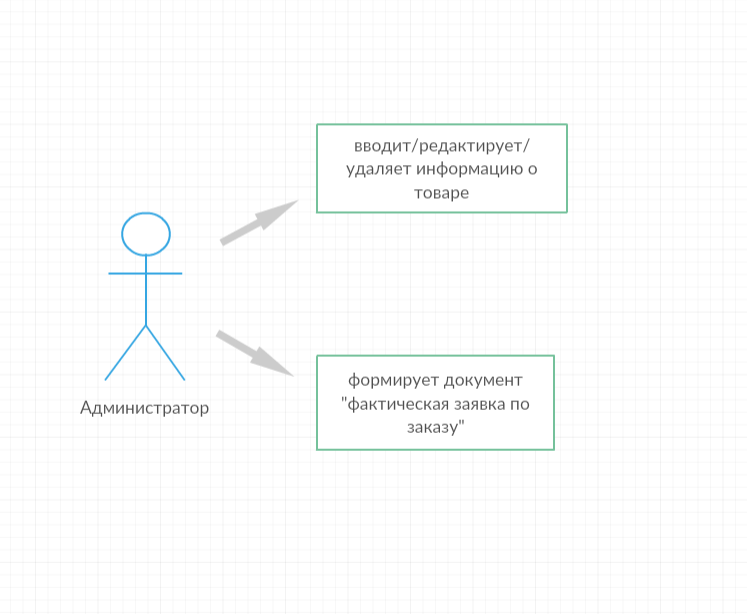 вводит/редактирует/
удаляет информацию о
товаре
Администратор
формирует документ
"фактическая заявка по
заказу"